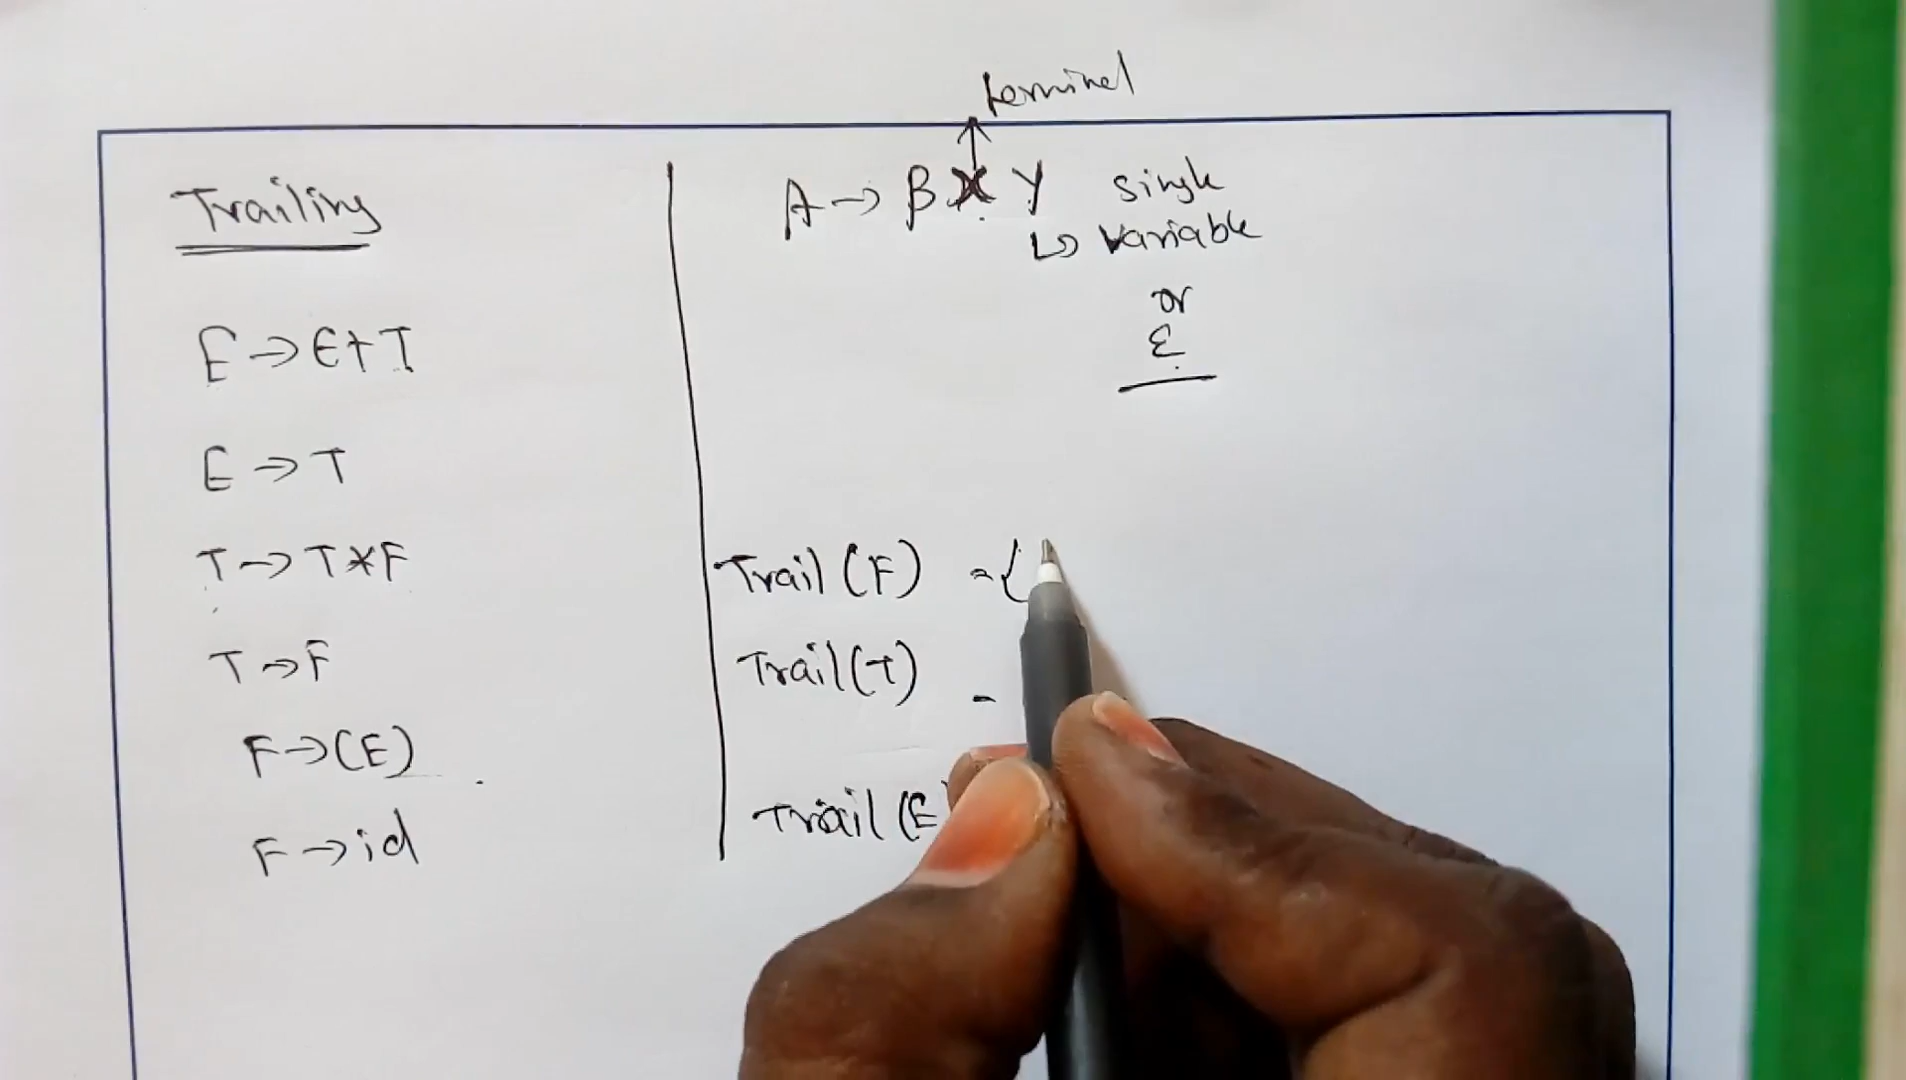 terminal
Trailing
A → β X γ single
↳ variable
or
ε
E → E + T
E → T
T → T * F
T → F
F → (E)
F → id
Trail (F) = {
Trail (T) =
Trail (E